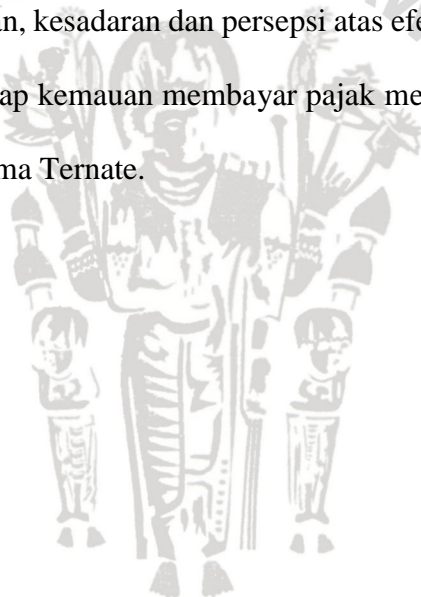 an, kesadaran dan persepsi atas efe
ap kemauan membayar pajak me
ma Ternate.